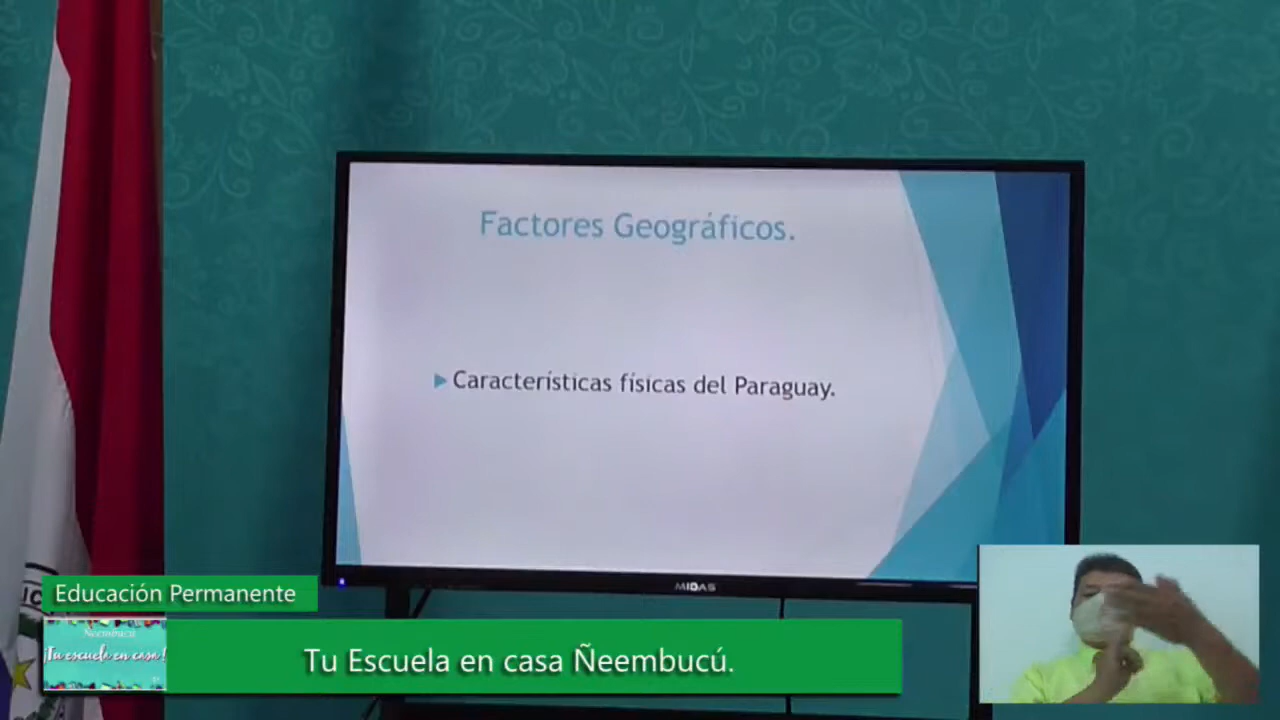 Factores Geográficos.
▶Características físicas del Paraguay.
MIDAS
Educación Permanente
Ñeembucú
¡Tu escuela en casa!
Tu Escuela en casa Ñeembucú.